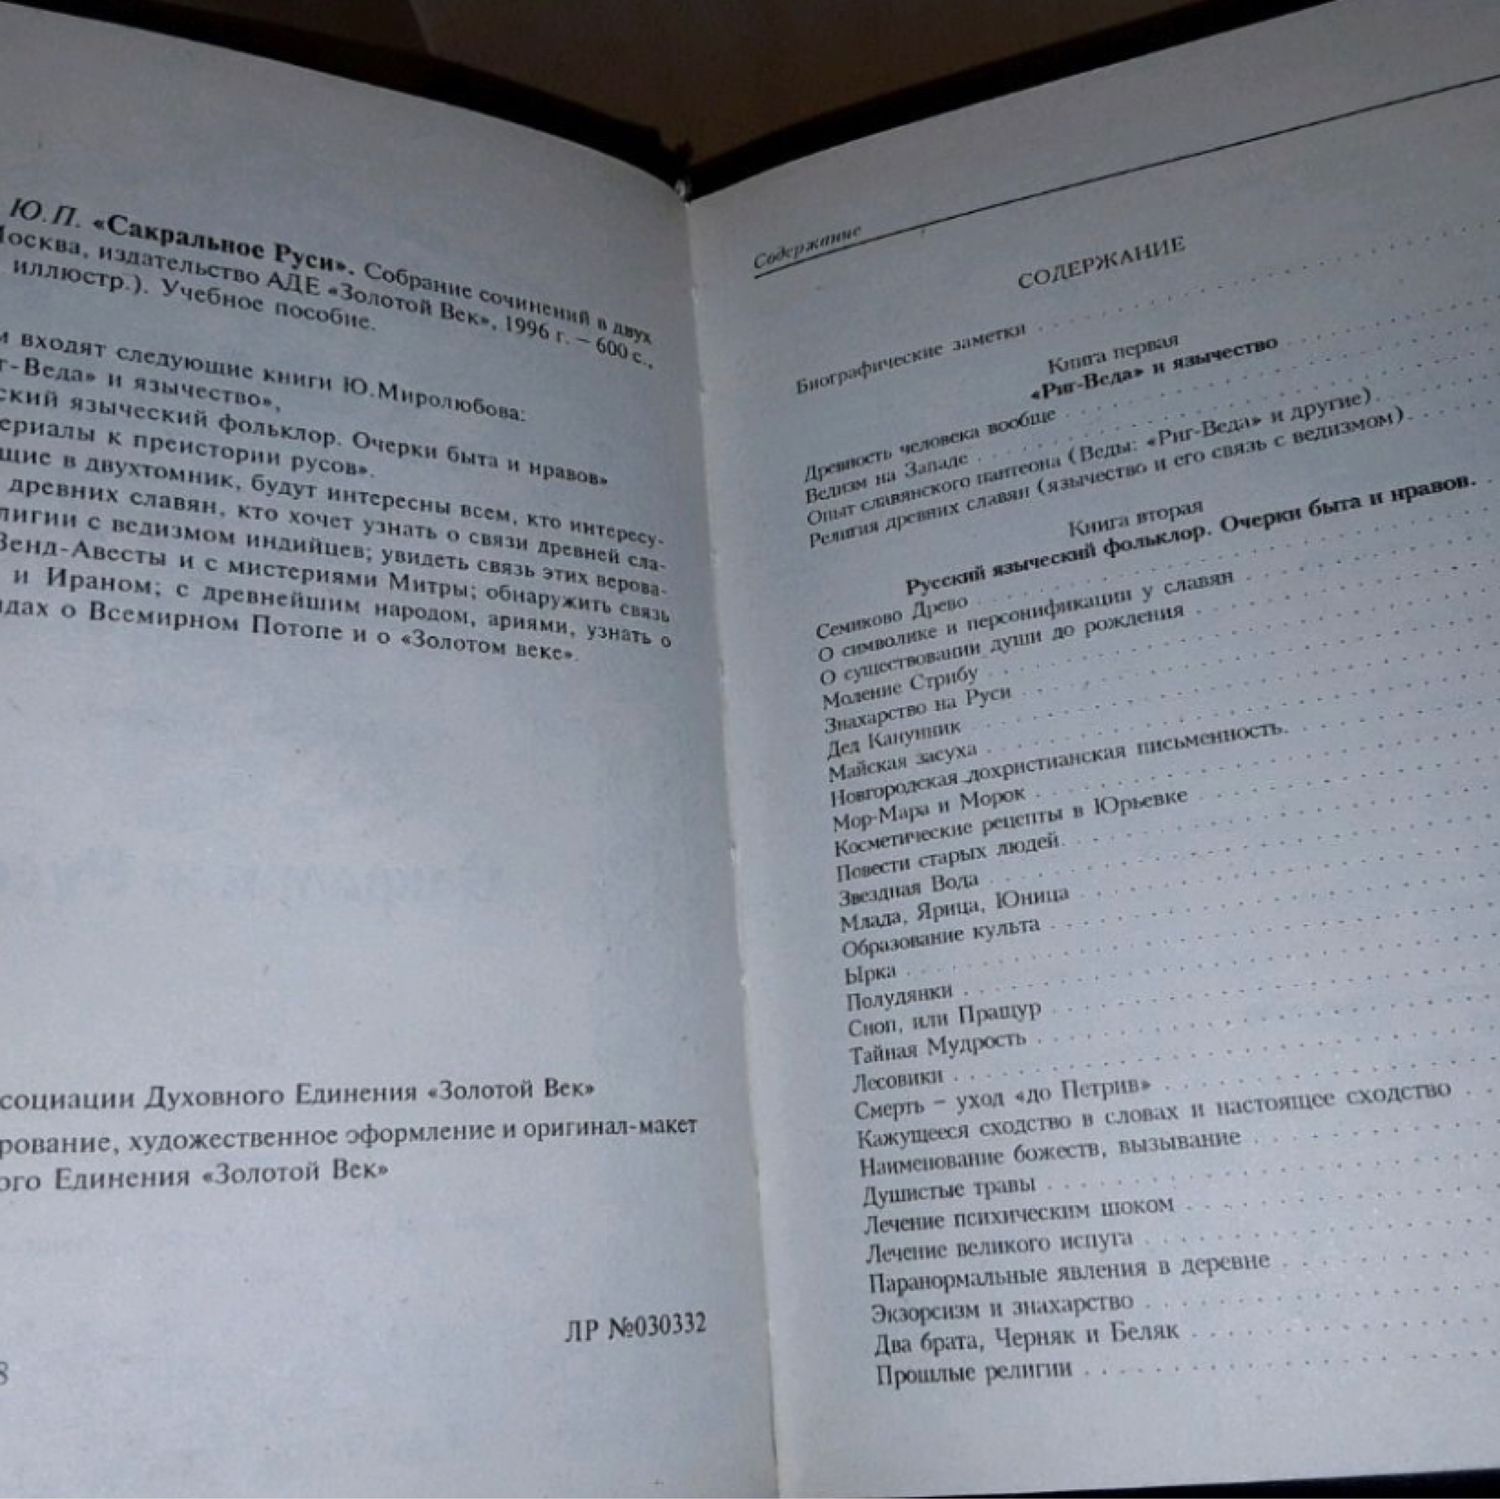 Ю.П. «Сакральное Руси». Собрание сочинений в двух
Москва, издательство АДЕ «Золотой Век», 1996 г. – 600 с.,
иллюстр.). Учебное пособие.
входят следующие книги Ю.Миролюбова:
г-Веда» и язычество»,
ский языческий фольклор. Очерки быта и нравов»
ериалы к преистории русов».
щие в двухтомник, будут интересны всем, кто интересу-
древних славян, кто хочет узнать о связи древней сла-
лигии с ведизмом индийцев; увидеть связь этих верова-
Зенд-Авесты и с мистериями Митры; обнаружить связь
и Ираном; с древнейшим народом, ариями, узнать о
ндах о Всемирном Потопе и о «Золотом веке».
социации Духовного Единения «Золотой Век»
рование, художественное оформление и оригинал-макет
ого Единения «Золотой Век»
ЛР №030332
8
Содержание
СОДЕРЖАНИЕ
Биографические заметки
Книга первая
«Риг-Веда» и язычество
Древность человека вообще
Ведизм на Западе
Опыт славянского пантеона (Веды: «Риг-Веда» и другие)
Религия древних славян (язычество и его связь с ведизмом)
Книга вторая
Русский языческий фольклор. Очерки быта и нравов.
Семиково Древо
О символике и персонификации у славян
О существовании души до рождения
Моление Стрибу
Знахарство на Руси
Дед Канунник
Майская засуха
Новгородская дохристианская письменность.
Мор-Мара и Морок
Косметические рецепты в Юрьевке
Повести старых людей
Звездная Вода
Млада, Ярица, Юница
Образование культа
Ырка
Полудянки
Сноп, или Пращур
Тайная Мудрость
Лесовики
Смерть – уход «до Петрив»
Кажущееся сходство в словах и настоящее сходство
Наименование божеств, вызывание
Душистые травы
Лечение психическим шоком
Лечение великого испуга
Паранормальные явления в деревне
Экзорсизм и знахарство
Два брата, Черняк и Беляк
Прошлые религии